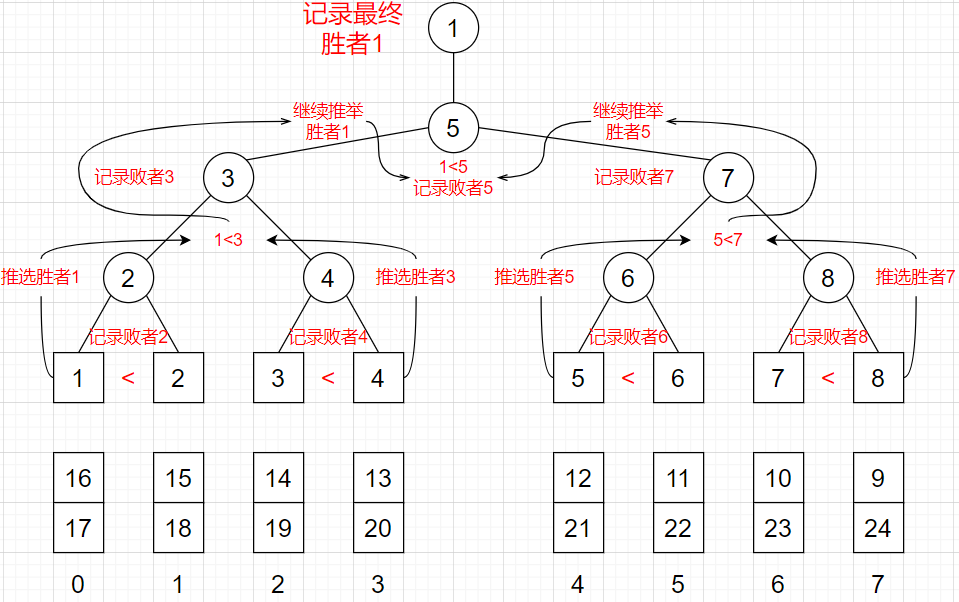 记录最终
胜者1
1
继续推举
胜者1
5
继续推举
胜者5
1<5
记录败者5
记录败者3
3
记录败者7
7
1<3
5<7
推选胜者1
2
4
推选胜者3
推选胜者5
6
8
推选胜者7
记录败者2
记录败者4
记录败者6
记录败者8
1 < 2 3 < 4 5 < 6 7 < 8
16 15 14 13 12 11 10 9
17 18 19 20 21 22 23 24
0 1 2 3 4 5 6 7